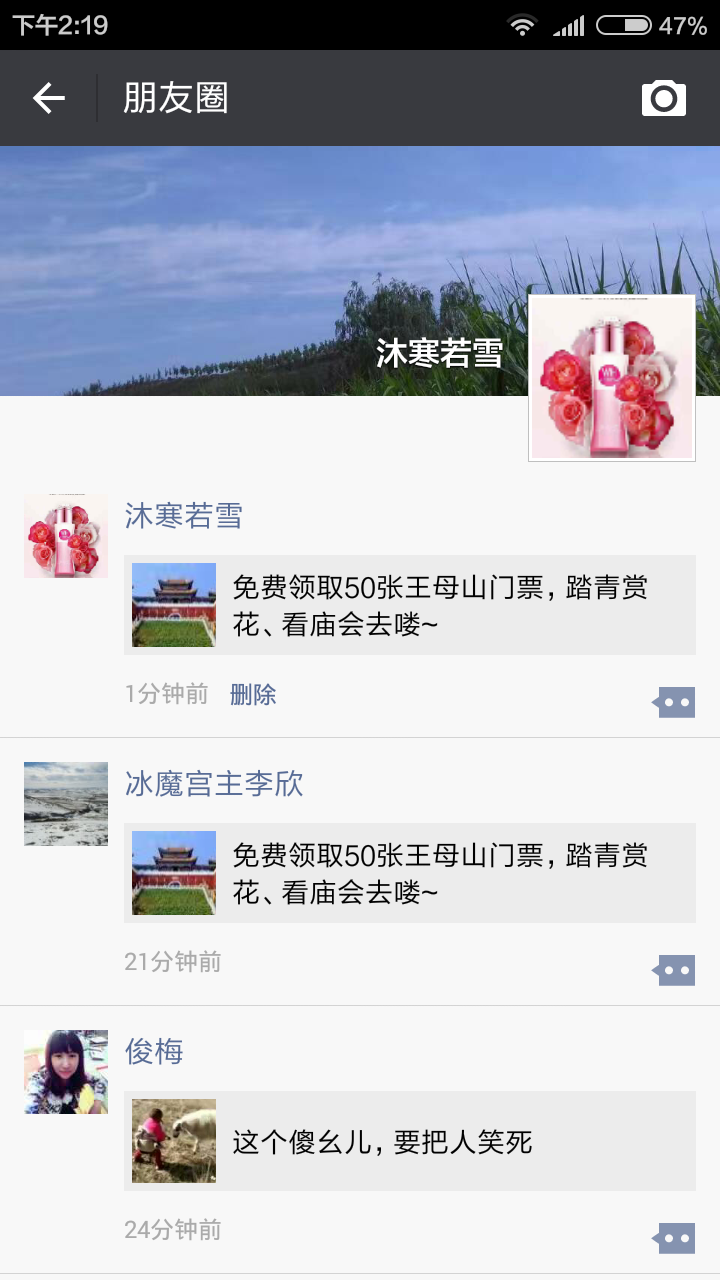 下午2:19
47%
朋友圈
沐寒若雪
沐寒若雪
免费领取50张王母山门票，踏青赏
花、看庙会去喽~
1分钟前 删除
冰魔宫主李欣
免费领取50张王母山门票，踏青赏
花、看庙会去喽~
21分钟前
俊梅
这个傻幺儿，要把人笑死
24分钟前